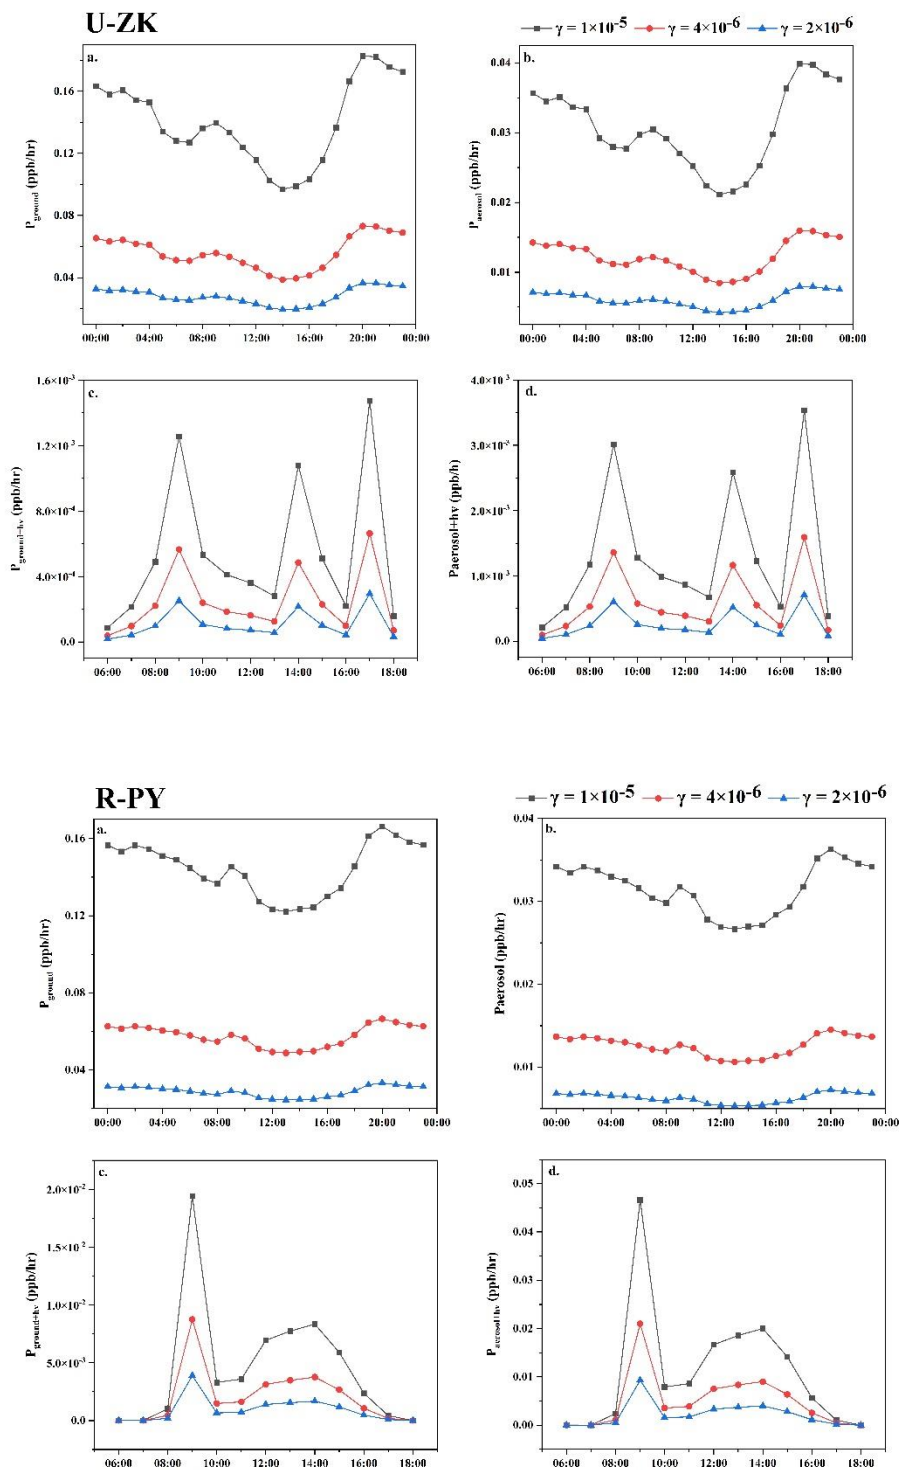 U-ZK
γ = 1×10-5 γ = 4×10-6 γ = 2×10-6
a.
Pground (ppb/hr)
0.16
0.12
0.08
0.04
00:00 04:00 08:00 12:00 16:00 20:00 00:00
b.
Paerosol (ppb/hr)
0.04
0.03
0.02
0.01
00:00 04:00 08:00 12:00 16:00 20:00 00:00
c.
Pground+hv (ppb/hr)
1.6×10-3
1.2×10-3
8.0×10-4
4.0×10-4
0.0
06:00 08:00 10:00 12:00 14:00 16:00 18:00
d.
Paerosol+hv (ppb/h)
4.0×10-3
3.0×10-3
2.0×10-3
1.0×10-3
0.0
06:00 08:00 10:00 12:00 14:00 16:00 18:00
R-PY
γ = 1×10-5 γ = 4×10-6 γ = 2×10-6
a.
Pground (ppb/hr)
0.16
0.12
0.08
0.04
00:00 04:00 08:00 12:00 16:00 20:00 00:00
b.
Paerosol (ppb/hr)
0.04
0.03
0.02
0.01
00:00 04:00 08:00 12:00 16:00 20:00 00:00
c.
Pground+hv (ppb/hr)
2.0×10-2
1.5×10-2
1.0×10-2
5.0×10-3
0.0
06:00 08:00 10:00 12:00 14:00 16:00 18:00
d.
Paerosol+hv (ppb/hr)
0.05
0.04
0.03
0.02
0.01
0.00
06:00 08:00 10:00 12:00 14:00 16:00 18:00